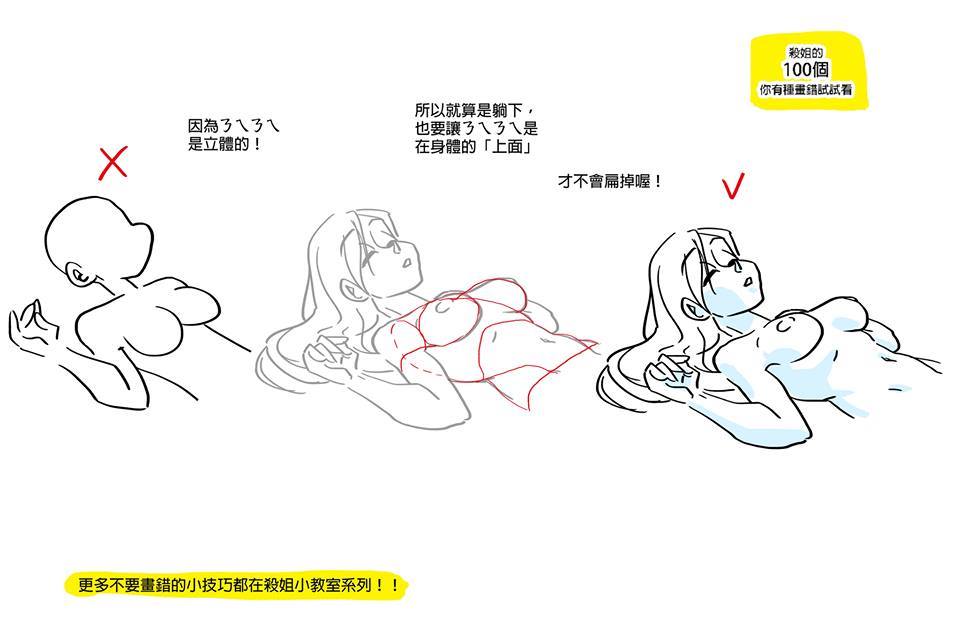 殺姐的
100個
你有種畫錯試試看
因為ㄋㄟㄋㄟ
是立體的！
所以就算是躺下，
也要讓ㄋㄟㄋㄟ是
在身體的「上面」
才不會扁掉喔！
更多不要畫錯的小技巧都在殺姐小教室系列！！